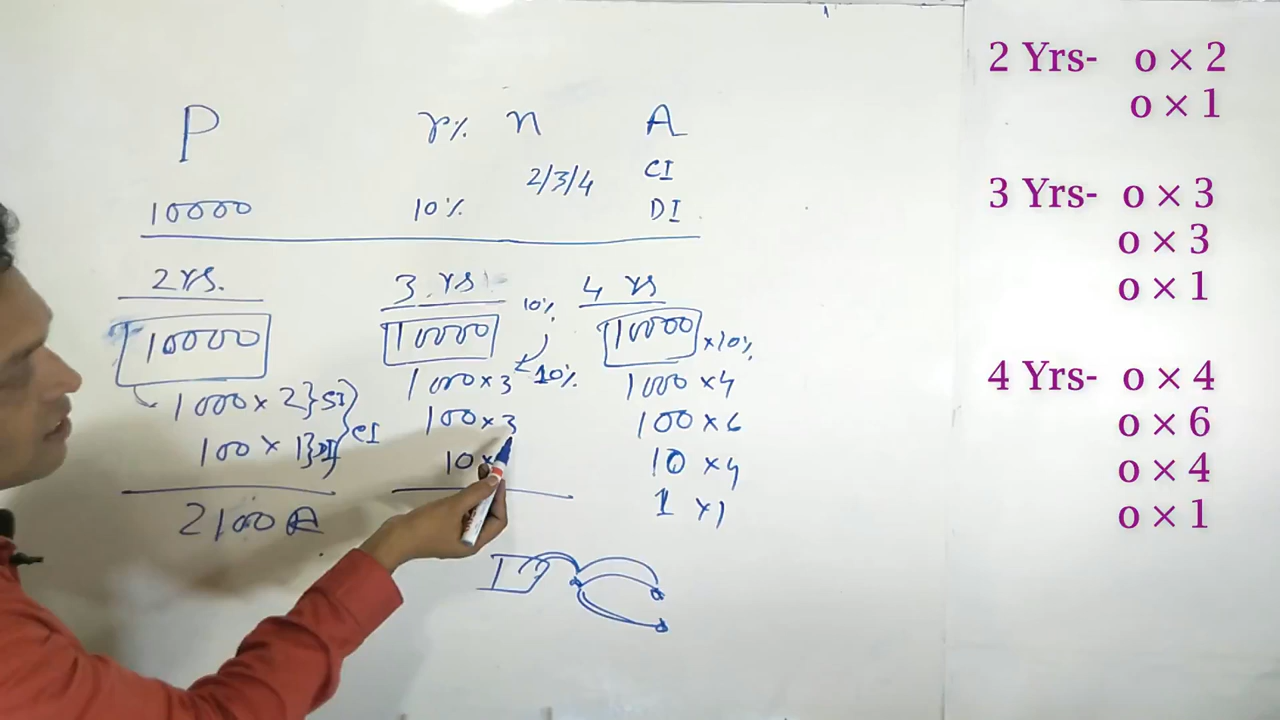 P r% n A
CI
2/3/4
10000 10% DI
2 Yrs. 3 Yrs 4 Yrs
10000 10000 10% 10000 ×10%
1000 × 2 } SI 1000 × 3 10% 1000 × 4
100 × 1 } DI } CI 100 × 3 100 × 6
10 × 10 × 4
2100 1 × 1
2 Yrs- o × 2
o × 1
3 Yrs- o × 3
o × 3
o × 1
4 Yrs- o × 4
o × 6
o × 4
o × 1